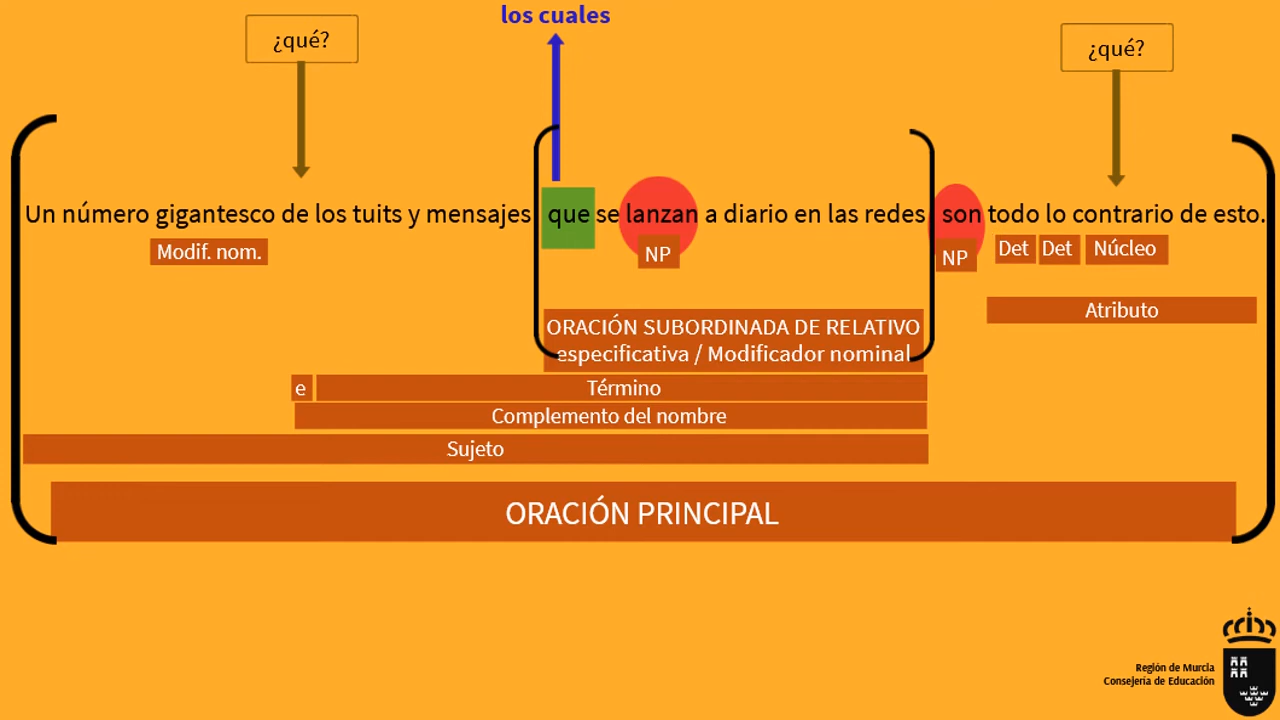 los cuales
¿qué?
¿qué?
Un número gigantesco de los tuits y mensajes que se lanzan a diario en las redes son todo lo contrario de esto.
Modif. nom.
NP
NP
Det Det Núcleo
Atributo
ORACIÓN SUBORDINADA DE RELATIVO
especificativa / Modificador nominal
e Término
Complemento del nombre
Sujeto
ORACIÓN PRINCIPAL
Región de Murcia
Consejería de Educación